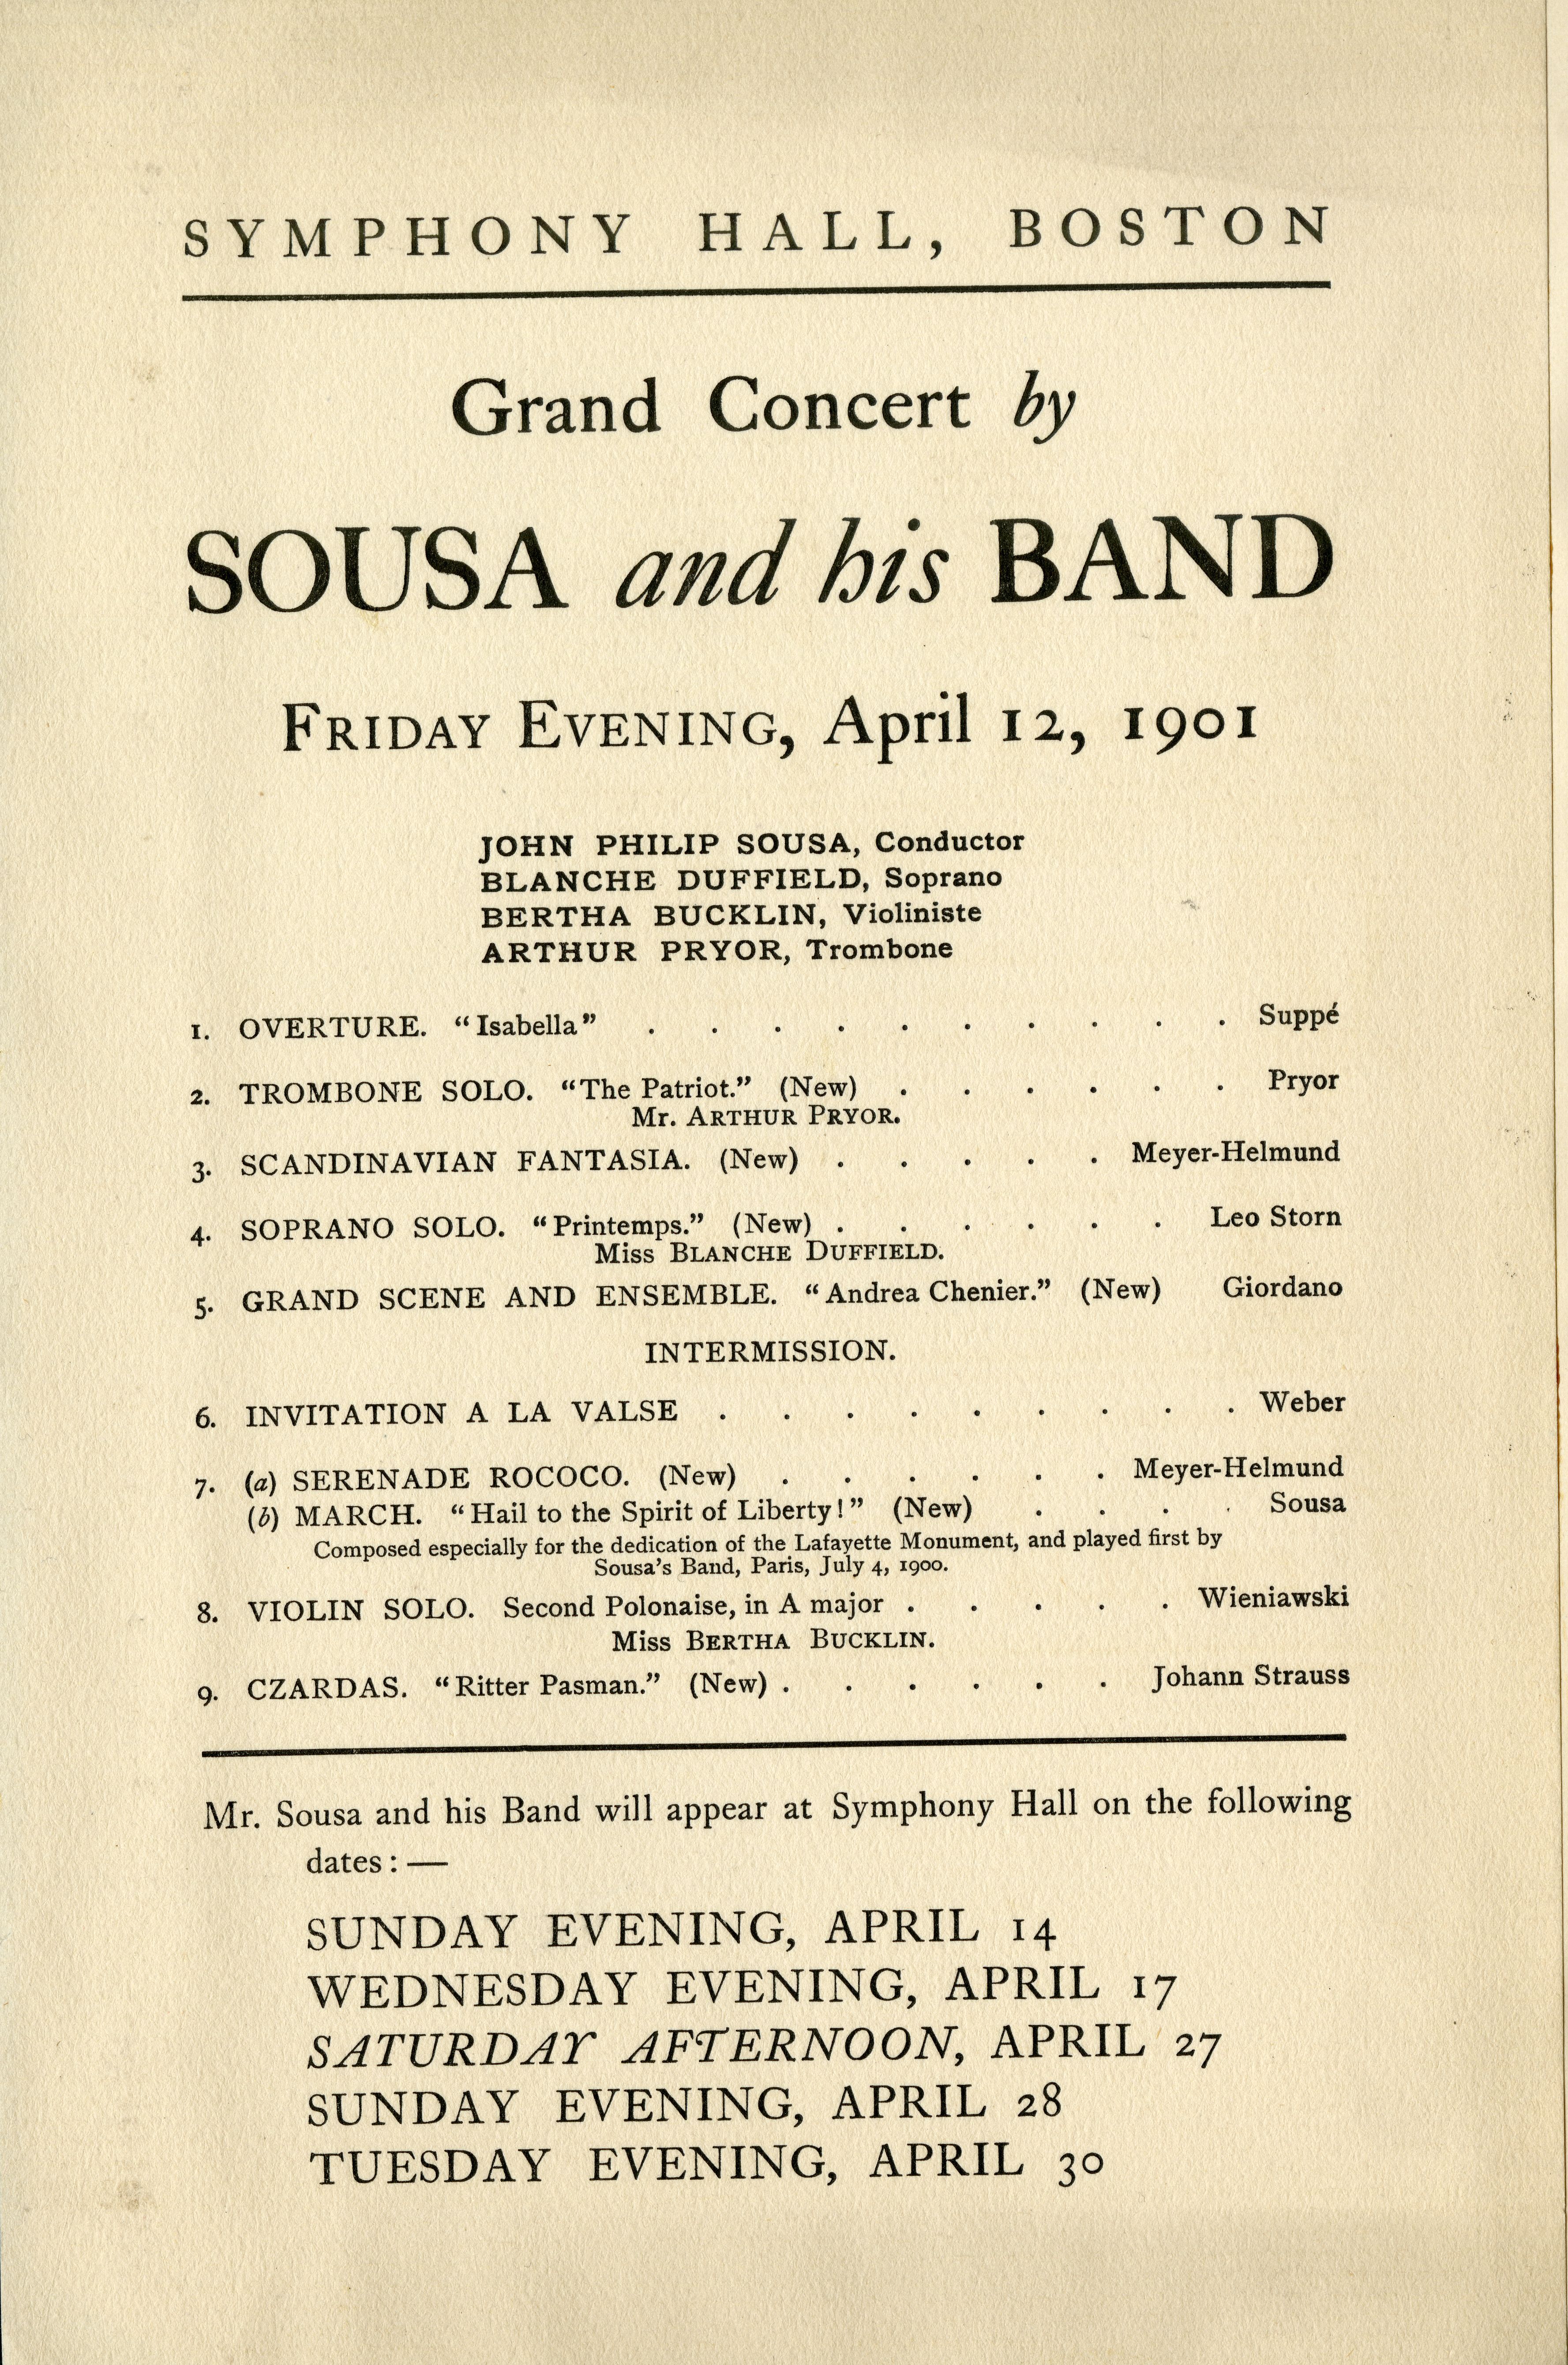 SYMPHONY HALL, BOSTON
Grand Concert by
SOUSA and his BAND
FRIDAY EVENING, April 12, 1901
JOHN PHILIP SOUSA, Conductor
BLANCHE DUFFIELD, Soprano
BERTHA BUCKLIN, Violiniste
ARTHUR PRYOR, Trombone
1. OVERTURE. "Isabella" . . . . . . . . . . Suppé
2. TROMBONE SOLO. "The Patriot." (New) . . . . . . Pryor
Mr. ARTHUR PRYOR.
3. SCANDINAVIAN FANTASIA. (New) . . . . . Meyer-Helmund
4. SOPRANO SOLO. "Printemps." (New) . . . . . . Leo Storn
Miss BLANCHE DUFFIELD.
5. GRAND SCENE AND ENSEMBLE. "Andrea Chenier." (New) Giordano
INTERMISSION.
6. INVITATION A LA VALSE . . . . . . . . . Weber
7. (a) SERENADE ROCOCO. (New) . . . . . . Meyer-Helmund
(b) MARCH. "Hail to the Spirit of Liberty!" (New) . . . . Sousa
Composed especially for the dedication of the Lafayette Monument, and played first by
Sousa's Band, Paris, July 4, 1900.
8. VIOLIN SOLO. Second Polonaise, in A major . . . . . Wieniawski
Miss BERTHA BUCKLIN.
9. CZARDAS. "Ritter Pasman." (New) . . . . . . Johann Strauss
Mr. Sousa and his Band will appear at Symphony Hall on the following
dates: —
SUNDAY EVENING, APRIL 14
WEDNESDAY EVENING, APRIL 17
SATURDAY AFTERNOON, APRIL 27
SUNDAY EVENING, APRIL 28
TUESDAY EVENING, APRIL 30